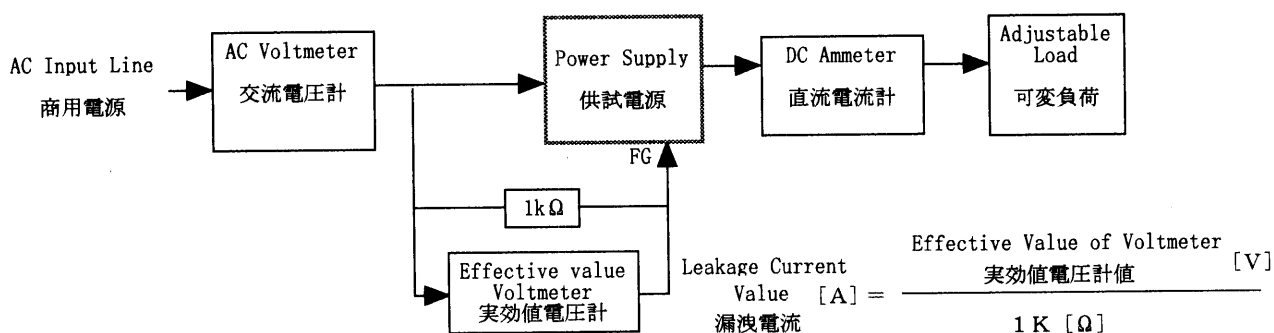 AC Input Line
商用電源
AC Voltmeter
交流電圧計
Power Supply
供試電源
DC Ammeter
直流電流計
Adjustable
Load
可変負荷
FG
1kΩ
Effective value
Voltmeter
実効値電圧計
Leakage Current
Value [A] =
漏洩電流
Effective Value of Voltmeter
実効値電圧計値 [V]
1K [Ω]